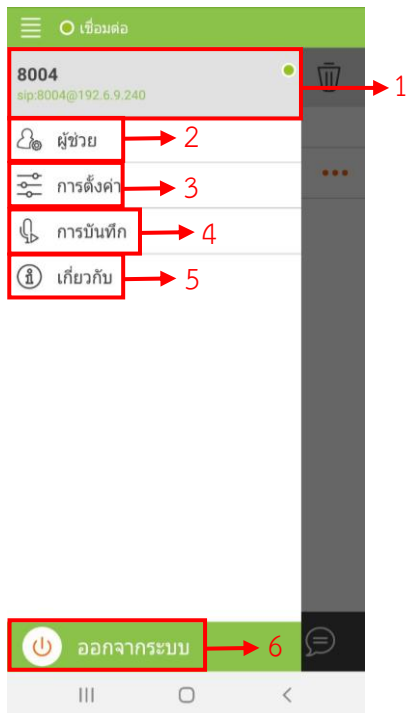 เชื่อมต่อ
8004
sip:8004@192.6.9.240
1
ผู้ช่วย
2
การตั้งค่า
3
การบันทึก
4
เกี่ยวกับ
5
ออกจากระบบ
6